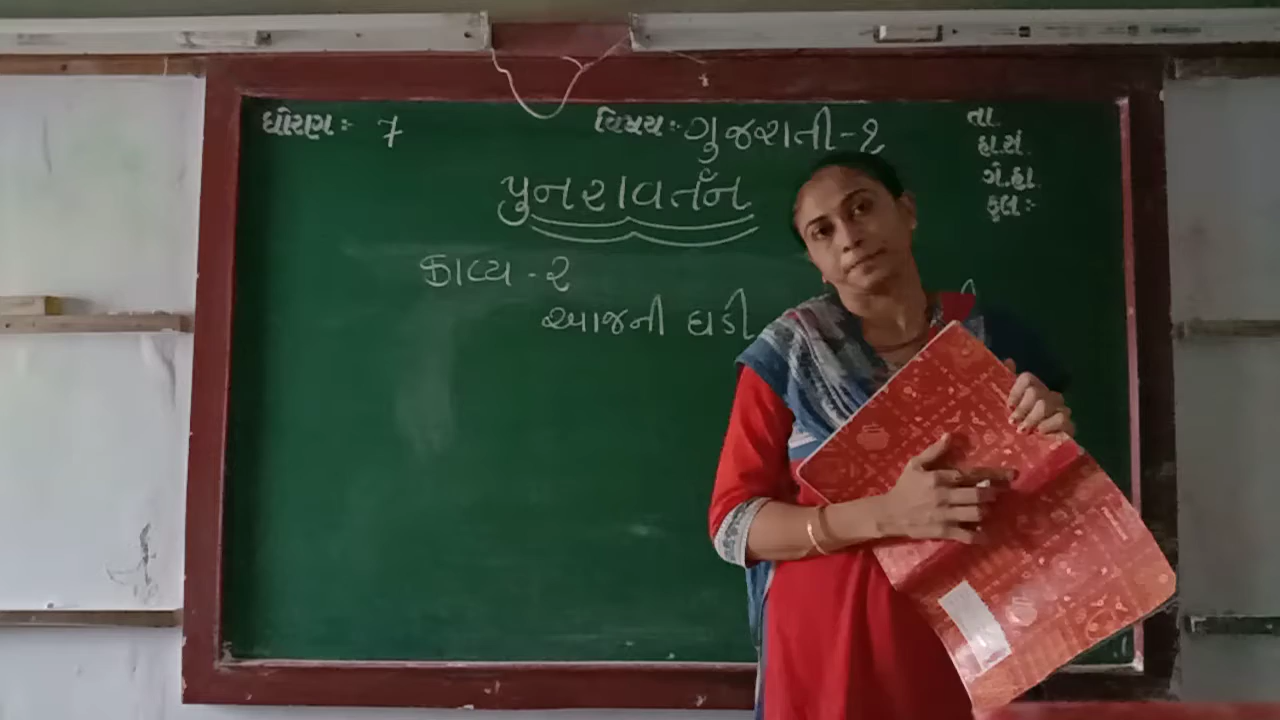 ધોરણ:- 7
વિષય:- ગુજરાતી-૧
તા.
હા.સં.
ગે.હા.
કુલ:-
પુનરાવર્તન
કાવ્ય-૨
આજની ઘડી